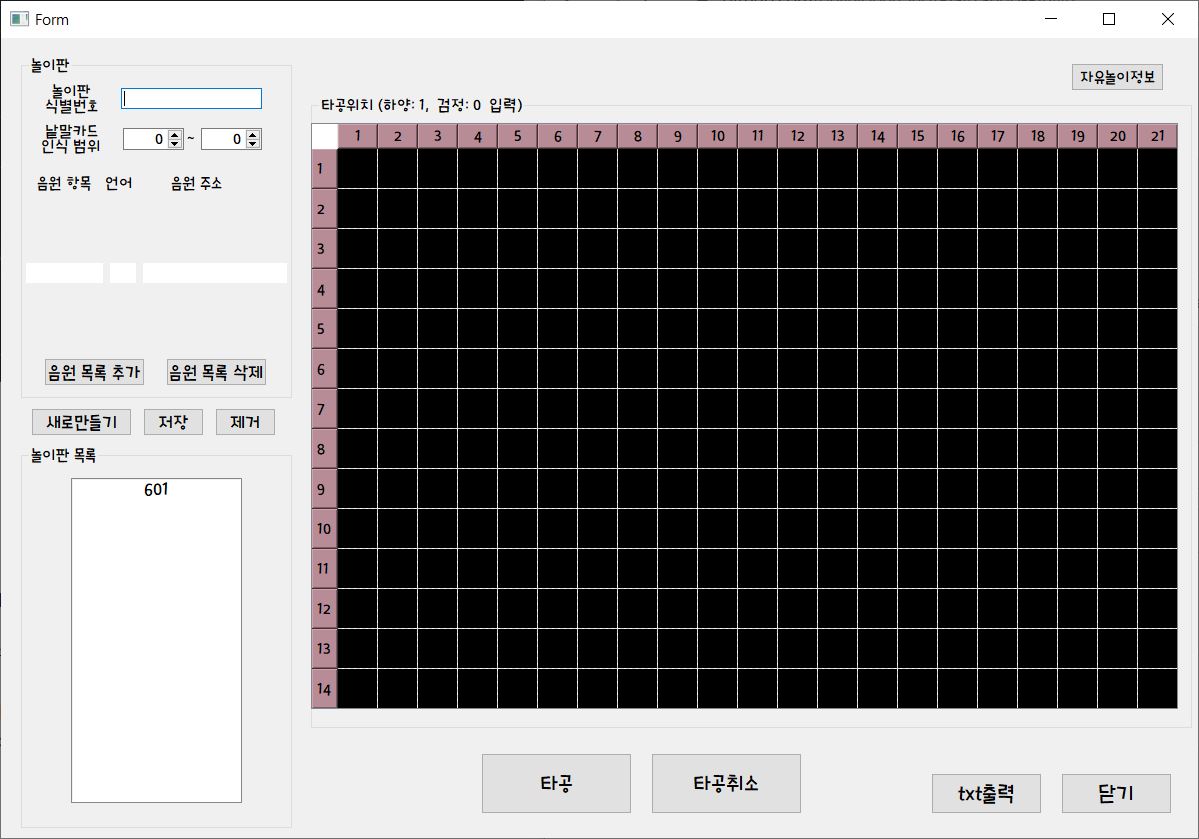 Form
놀이판
놀이판
식별번호
낱말카드
인식 범위
0 ~ 0
음원 항목 언어 음원 주소
음원 목록 추가 음원 목록 삭제
새로만들기 저장 제거
놀이판 목록
601
자유놀이정보
타공위치 (하양: 1, 검정: 0 입력)
1 2 3 4 5 6 7 8 9 10 11 12 13 14 15 16 17 18 19 20 21
1
2
3
4
5
6
7
8
9
10
11
12
13
14
타공 타공취소
txt출력 닫기